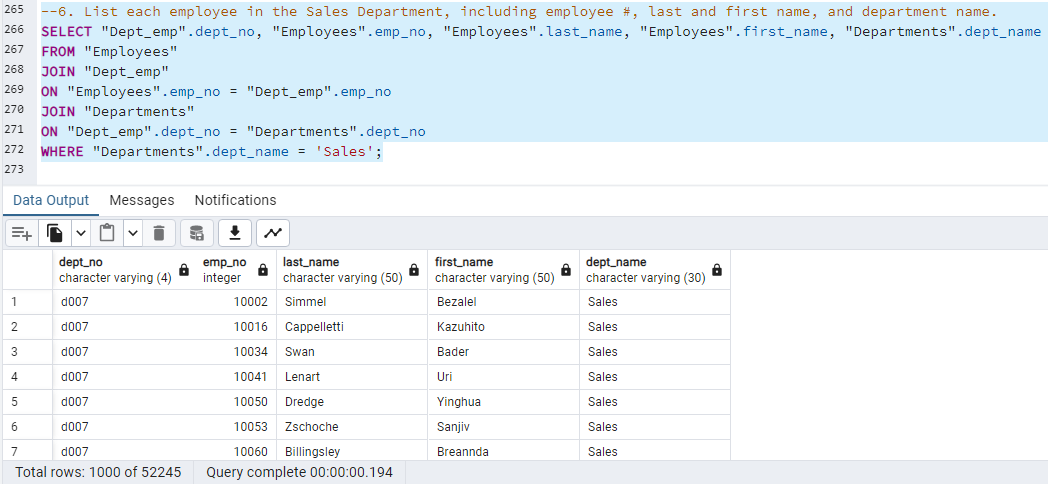 265 --6. List each employee in the Sales Department, including employee #, last and first name, and department name.
266 SELECT "Dept_emp".dept_no, "Employees".emp_no, "Employees".last_name, "Employees".first_name, "Departments".dept_name
267 FROM "Employees"
268 JOIN "Dept_emp"
269 ON "Employees".emp_no = "Dept_emp".emp_no
270 JOIN "Departments"
271 ON "Dept_emp".dept_no = "Departments".dept_no
272 WHERE "Departments".dept_name = 'Sales';
273
Data Output Messages Notifications
dept_no emp_no last_name first_name dept_name
character varying (4) integer character varying (50) character varying (50) character varying (30)
1 d007 10002 Simmel Bezalel Sales
2 d007 10016 Cappelletti Kazuhito Sales
3 d007 10034 Swan Bader Sales
4 d007 10041 Lenart Uri Sales
5 d007 10050 Dredge Yinghua Sales
6 d007 10053 Zschoche Sanjiv Sales
7 d007 10060 Billingsley Breannda Sales
Total rows: 1000 of 52245 Query complete 00:00:00.194